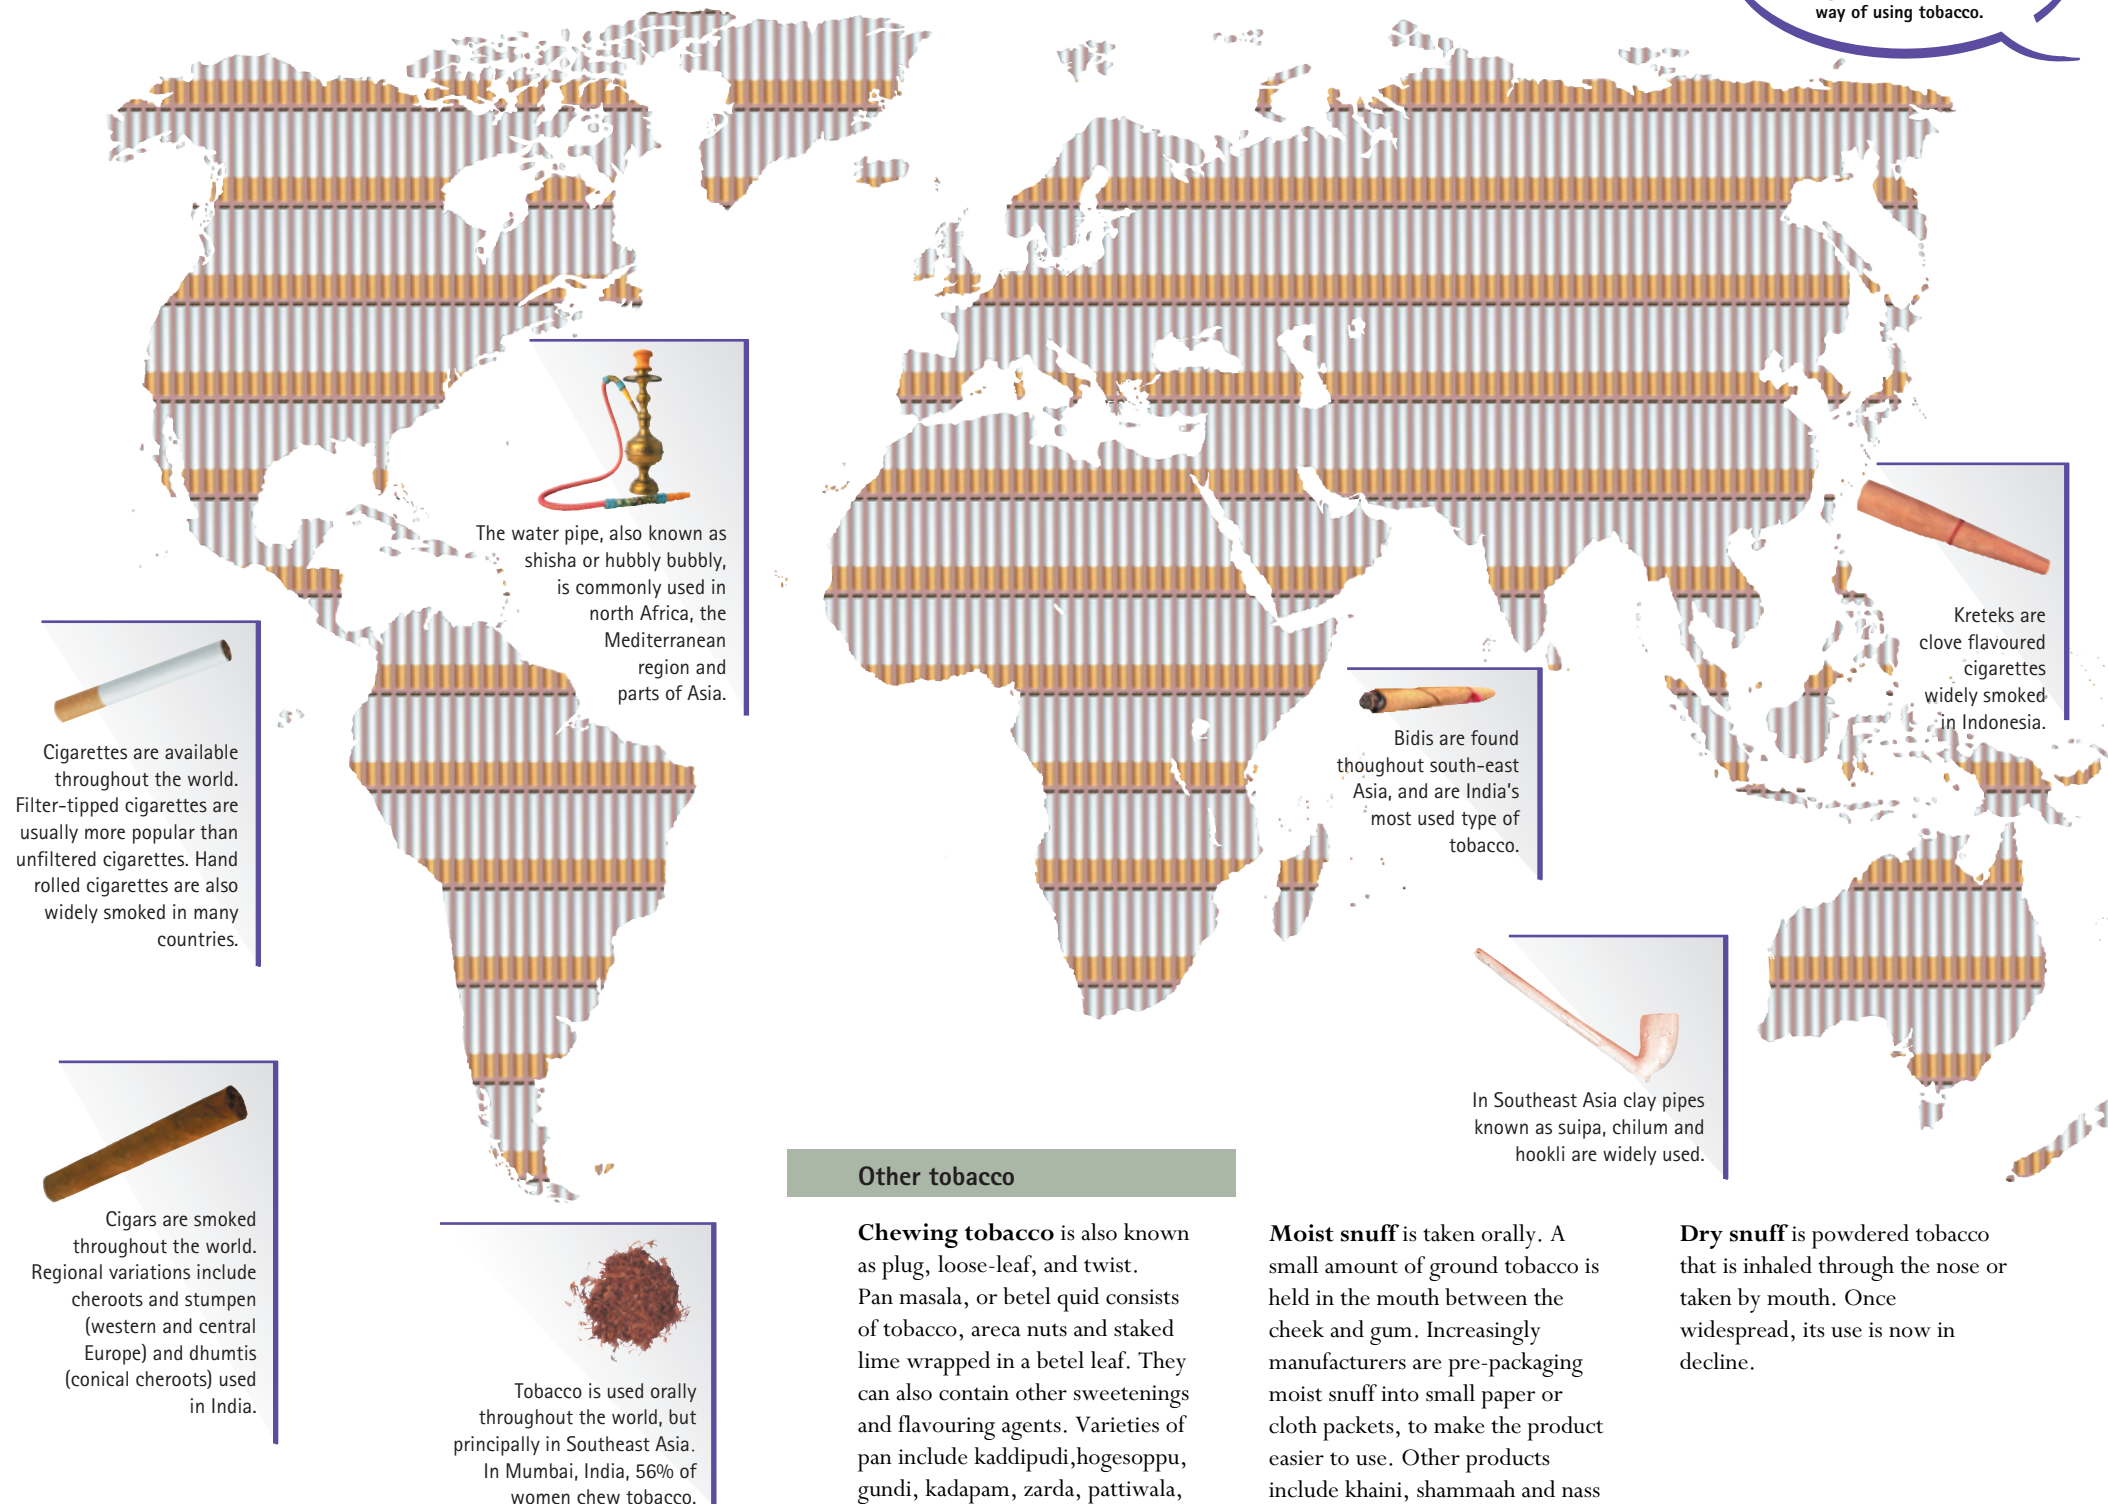 way of using tobacco.
The water pipe, also known as
shisha or hubbly bubbly,
is commonly used in
north Africa, the
Mediterranean
region and
parts of Asia.
Kreteks are
clove flavoured
cigarettes
widely smoked
in Indonesia.
Cigarettes are available
throughout the world.
Filter-tipped cigarettes are
usually more popular than
unfiltered cigarettes. Hand
rolled cigarettes are also
widely smoked in many
countries.
Bidis are found
thoughout south-east
Asia, and are India's
most used type of
tobacco.
In Southeast Asia clay pipes
known as suipa, chilum and
hookli are widely used.
Cigars are smoked
throughout the world.
Regional variations include
cheroots and stumpen
(western and central
Europe) and dhumtis
(conical cheroots) used
in India.
Tobacco is used orally
throughout the world, but
principally in Southeast Asia.
In Mumbai, India, 56% of
women chew tobacco.
Other tobacco
Chewing tobacco is also known
as plug, loose-leaf, and twist.
Pan masala, or betel quid consists
of tobacco, areca nuts and staked
lime wrapped in a betel leaf. They
can also contain other sweetenings
and flavouring agents. Varieties of
pan include kaddipudi,hogesoppu,
gundi, kadapam, zarda, pattiwala,
Moist snuff is taken orally. A
small amount of ground tobacco is
held in the mouth between the
cheek and gum. Increasingly
manufacturers are pre-packaging
moist snuff into small paper or
cloth packets, to make the product
easier to use. Other products
include khaini, shammaah and nass
Dry snuff is powdered tobacco
that is inhaled through the nose or
taken by mouth. Once
widespread, its use is now in
decline.